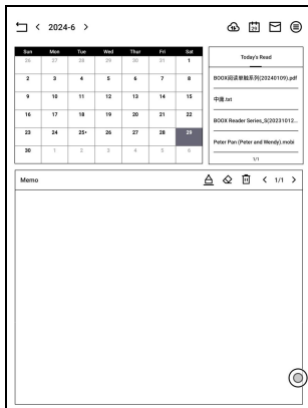 2024-6
29
Sun Mon Tue Wed Thur Fri Sat
26 27 28 29 30 31 1
2 3 4 5 6 7 8
9 10 11 12 13 14 15
16 17 18 19 20 21 22
23 24 25• 26 27 28 29
30 1 2 3 4 5 6
Today's Read
BOOX阅读单触系列(20240109).pdf
中庸.txt
BOOX Reader Series_S(20231012...
Peter Pan (Peter and Wendy).mobi
1/1
Memo
1/1